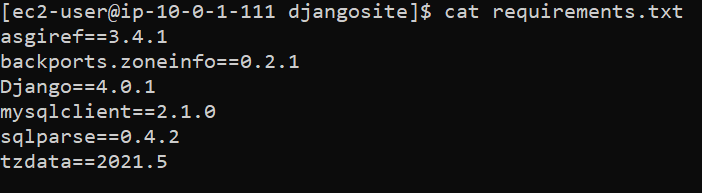 [ec2-user@ip-10-0-1-111 djangosite]$ cat requirements.txt
asgiref==3.4.1
backports.zoneinfo==0.2.1
Django==4.0.1
mysqlclient==2.1.0
sqlparse==0.4.2
tzdata==2021.5